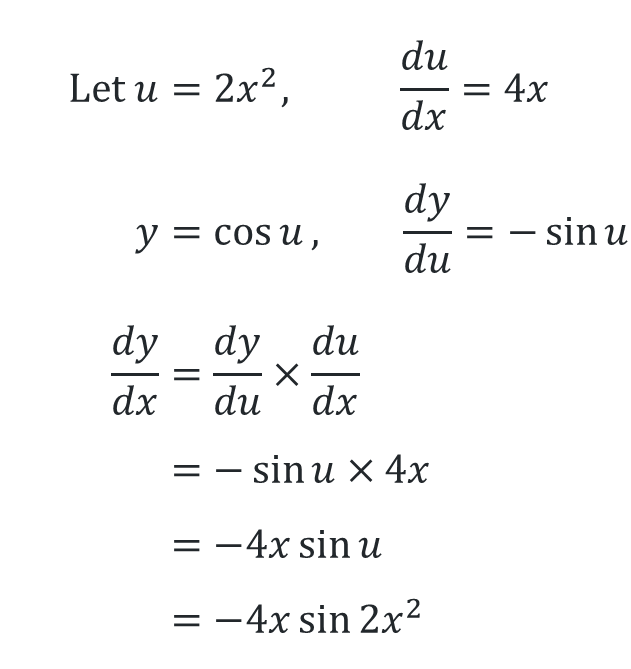 Let u = 2x², du/dx = 4x
y = cos u , dy/du = − sin u
dy/dx = dy/du × du/dx
= − sin u × 4x
= −4x sin u
= −4x sin 2x²